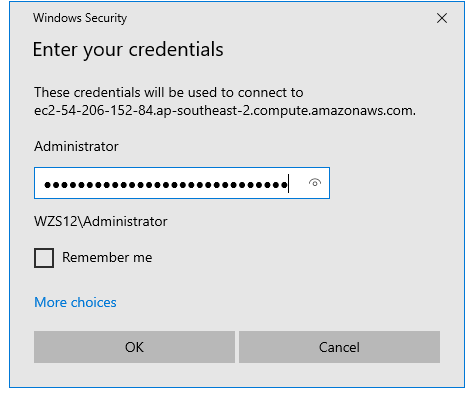 Windows Security
Enter your credentials
These credentials will be used to connect to
ec2-54-206-152-84.ap-southeast-2.compute.amazonaws.com.
Administrator
●●●●●●●●●●●●●●●●●●●●●●●●●●●●●
WZS12\Administrator
Remember me
More choices
OK
Cancel